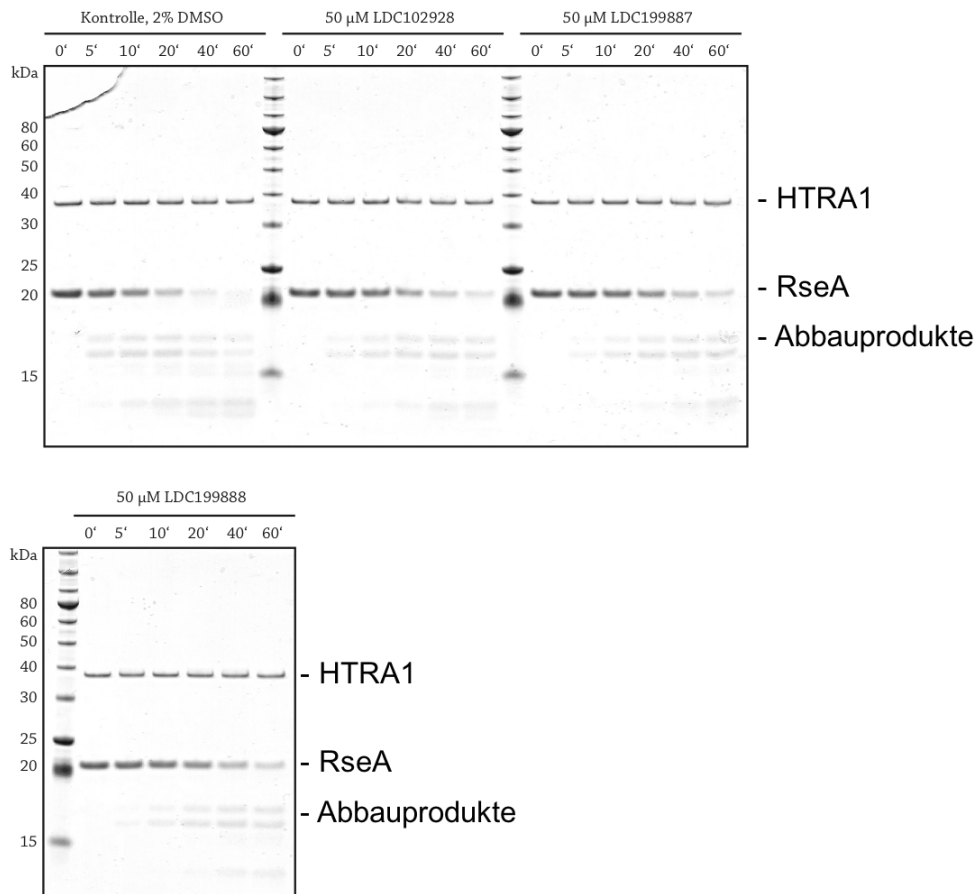 Kontrolle, 2% DMSO 50 µM LDC102928 50 µM LDC199887
0‘ 5‘ 10‘ 20‘ 40‘ 60‘ 0‘ 5‘ 10‘ 20‘ 40‘ 60‘ 0‘ 5‘ 10‘ 20‘ 40‘ 60‘
kDa
80
60
50
40
- HTRA1
30
25
20
- RseA
- Abbauprodukte
15
50 µM LDC199888
0‘ 5‘ 10‘ 20‘ 40‘ 60‘
kDa
80
60
50
40
- HTRA1
30
25
20
- RseA
- Abbauprodukte
15